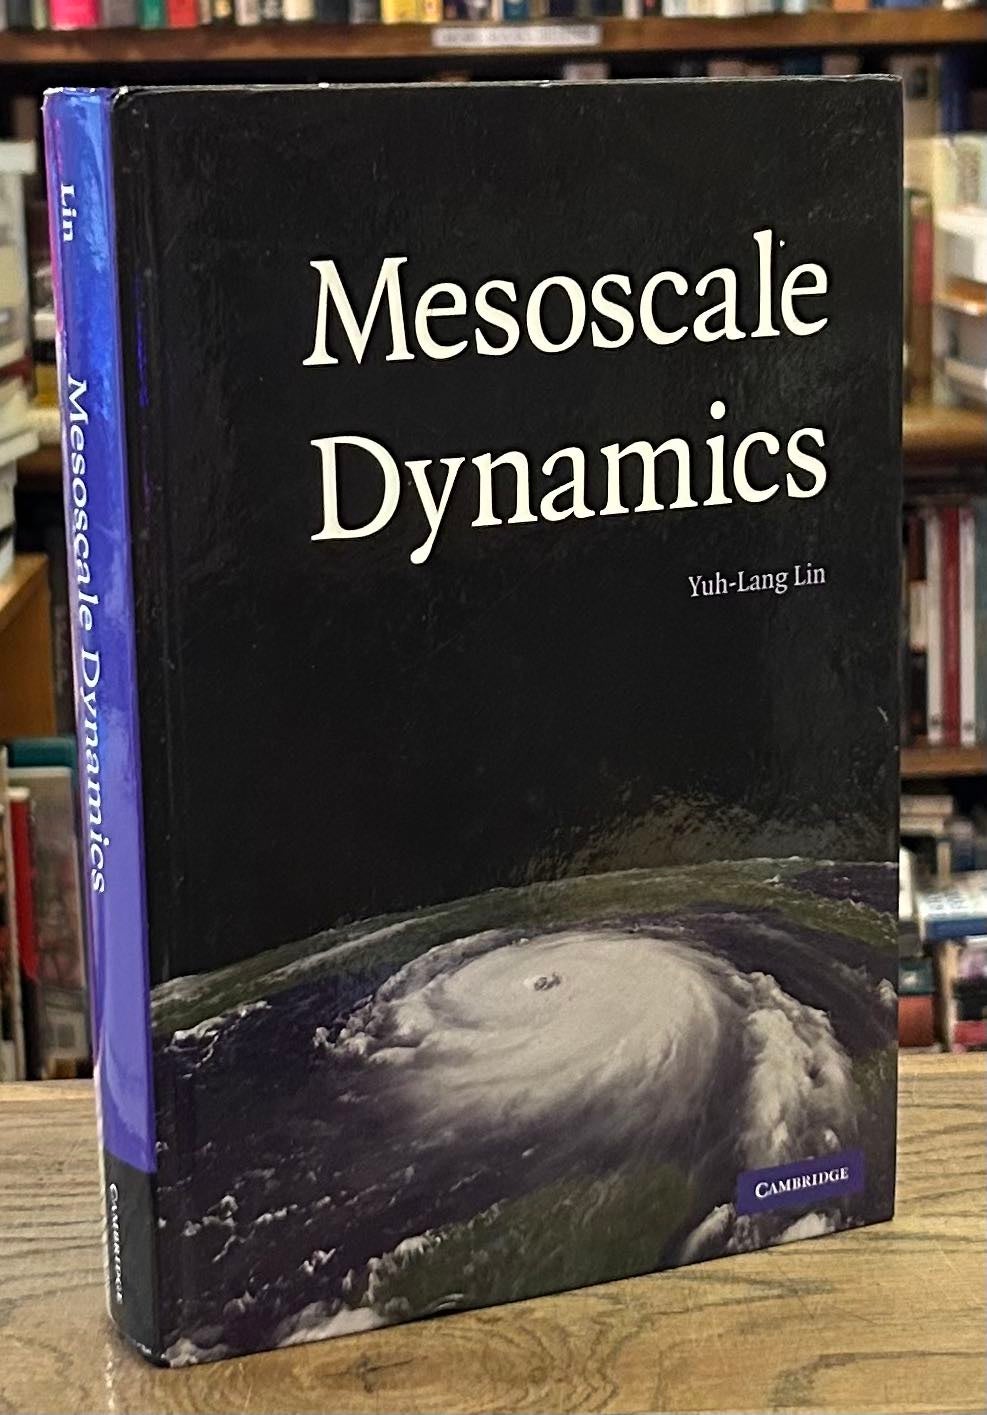 Lin
Mesoscale Dynamics
CAMBRIDGE
Mesoscale
Dynamics
Yuh-Lang Lin
CAMBRIDGE